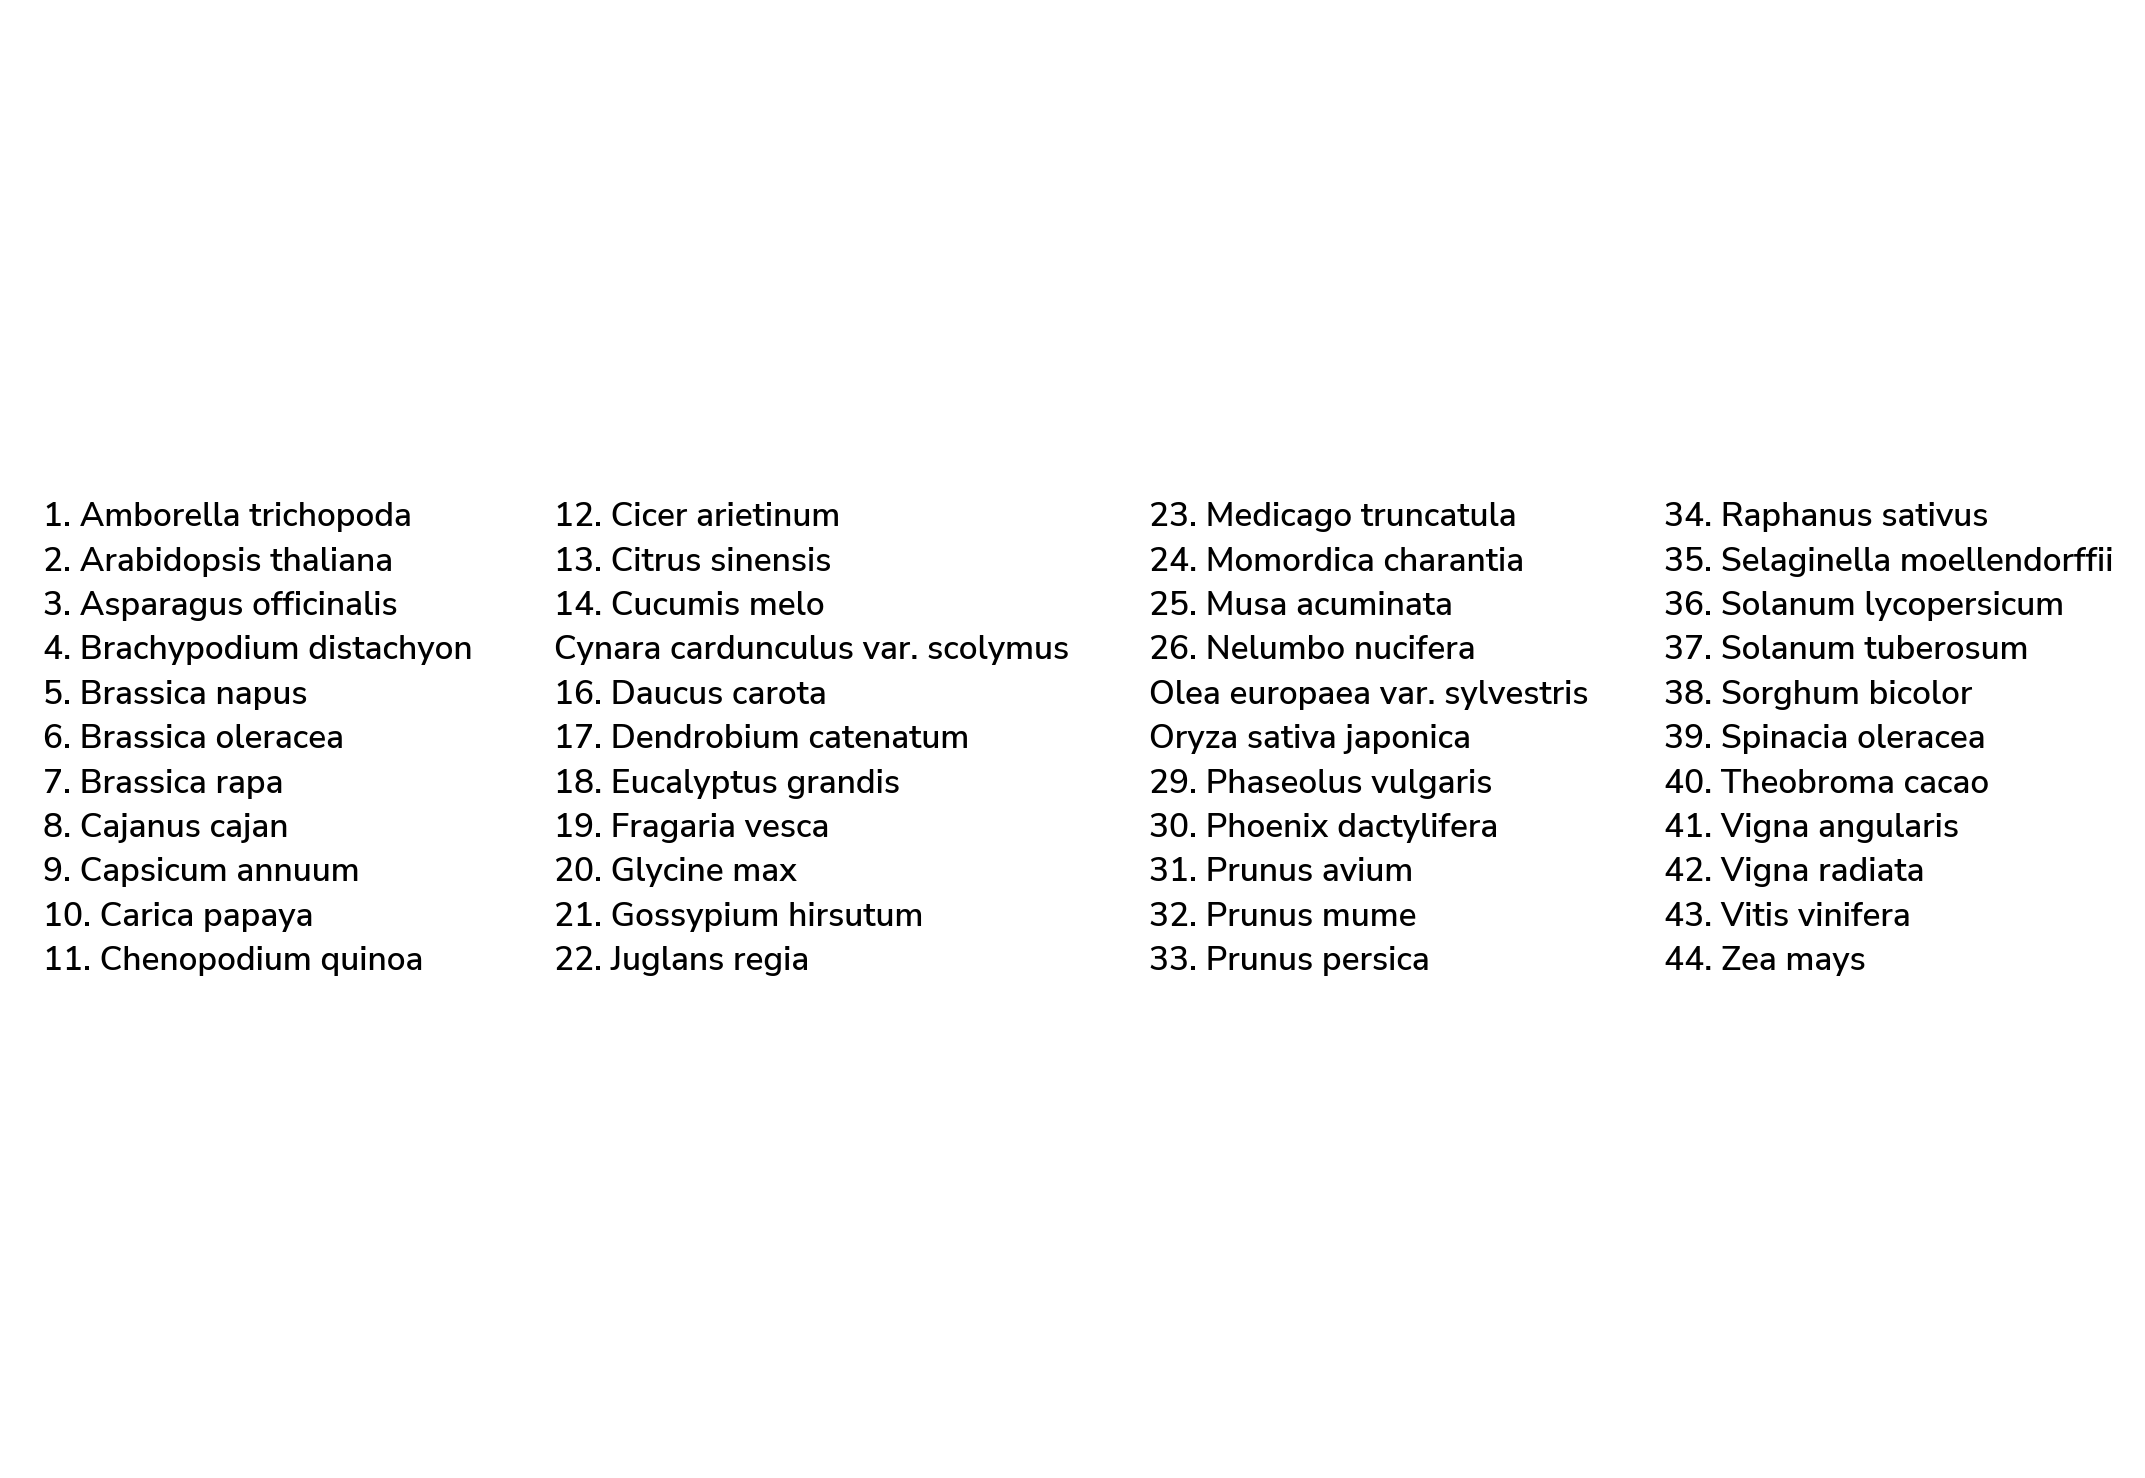 1. Amborella trichopoda
2. Arabidopsis thaliana
3. Asparagus officinalis
4. Brachypodium distachyon
5. Brassica napus
6. Brassica oleracea
7. Brassica rapa
8. Cajanus cajan
9. Capsicum annuum
10. Carica papaya
11. Chenopodium quinoa
12. Cicer arietinum
13. Citrus sinensis
14. Cucumis melo
Cynara cardunculus var. scolymus
16. Daucus carota
17. Dendrobium catenatum
18. Eucalyptus grandis
19. Fragaria vesca
20. Glycine max
21. Gossypium hirsutum
22. Juglans regia
23. Medicago truncatula
24. Momordica charantia
25. Musa acuminata
26. Nelumbo nucifera
Olea europaea var. sylvestris
Oryza sativa japonica
29. Phaseolus vulgaris
30. Phoenix dactylifera
31. Prunus avium
32. Prunus mume
33. Prunus persica
34. Raphanus sativus
35. Selaginella moellendorffii
36. Solanum lycopersicum
37. Solanum tuberosum
38. Sorghum bicolor
39. Spinacia oleracea
40. Theobroma cacao
41. Vigna angularis
42. Vigna radiata
43. Vitis vinifera
44. Zea mays